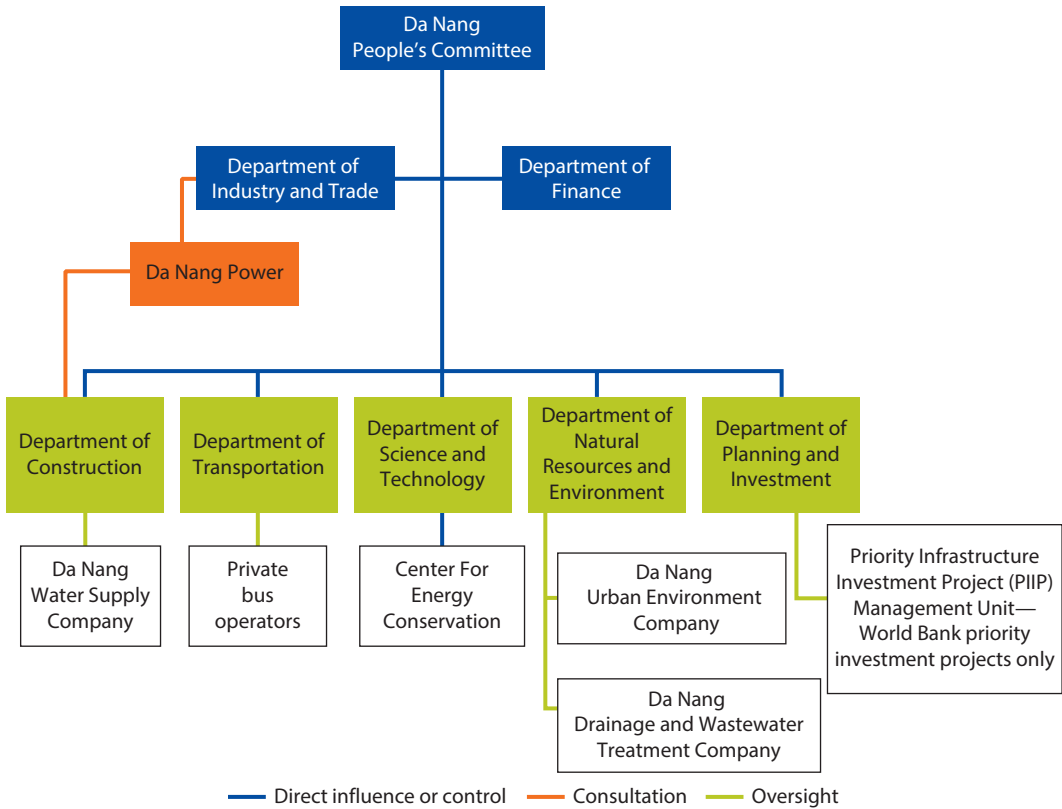 Da Nang
People’s Committee
Department of
Industry and Trade
Department of
Finance
Da Nang Power
Department of
Construction
Department of
Transportation
Department of
Science and
Technology
Department of
Natural
Resources and
Environment
Department of
Planning and
Investment
Da Nang
Water Supply
Company
Private
bus
operators
Center For
Energy
Conservation
Da Nang
Urban Environment
Company
Priority Infrastructure
Investment Project (PIIP)
Management Unit—
World Bank priority
investment projects only
Da Nang
Drainage and Wastewater
Treatment Company
Direct influence or control
Consultation
Oversight